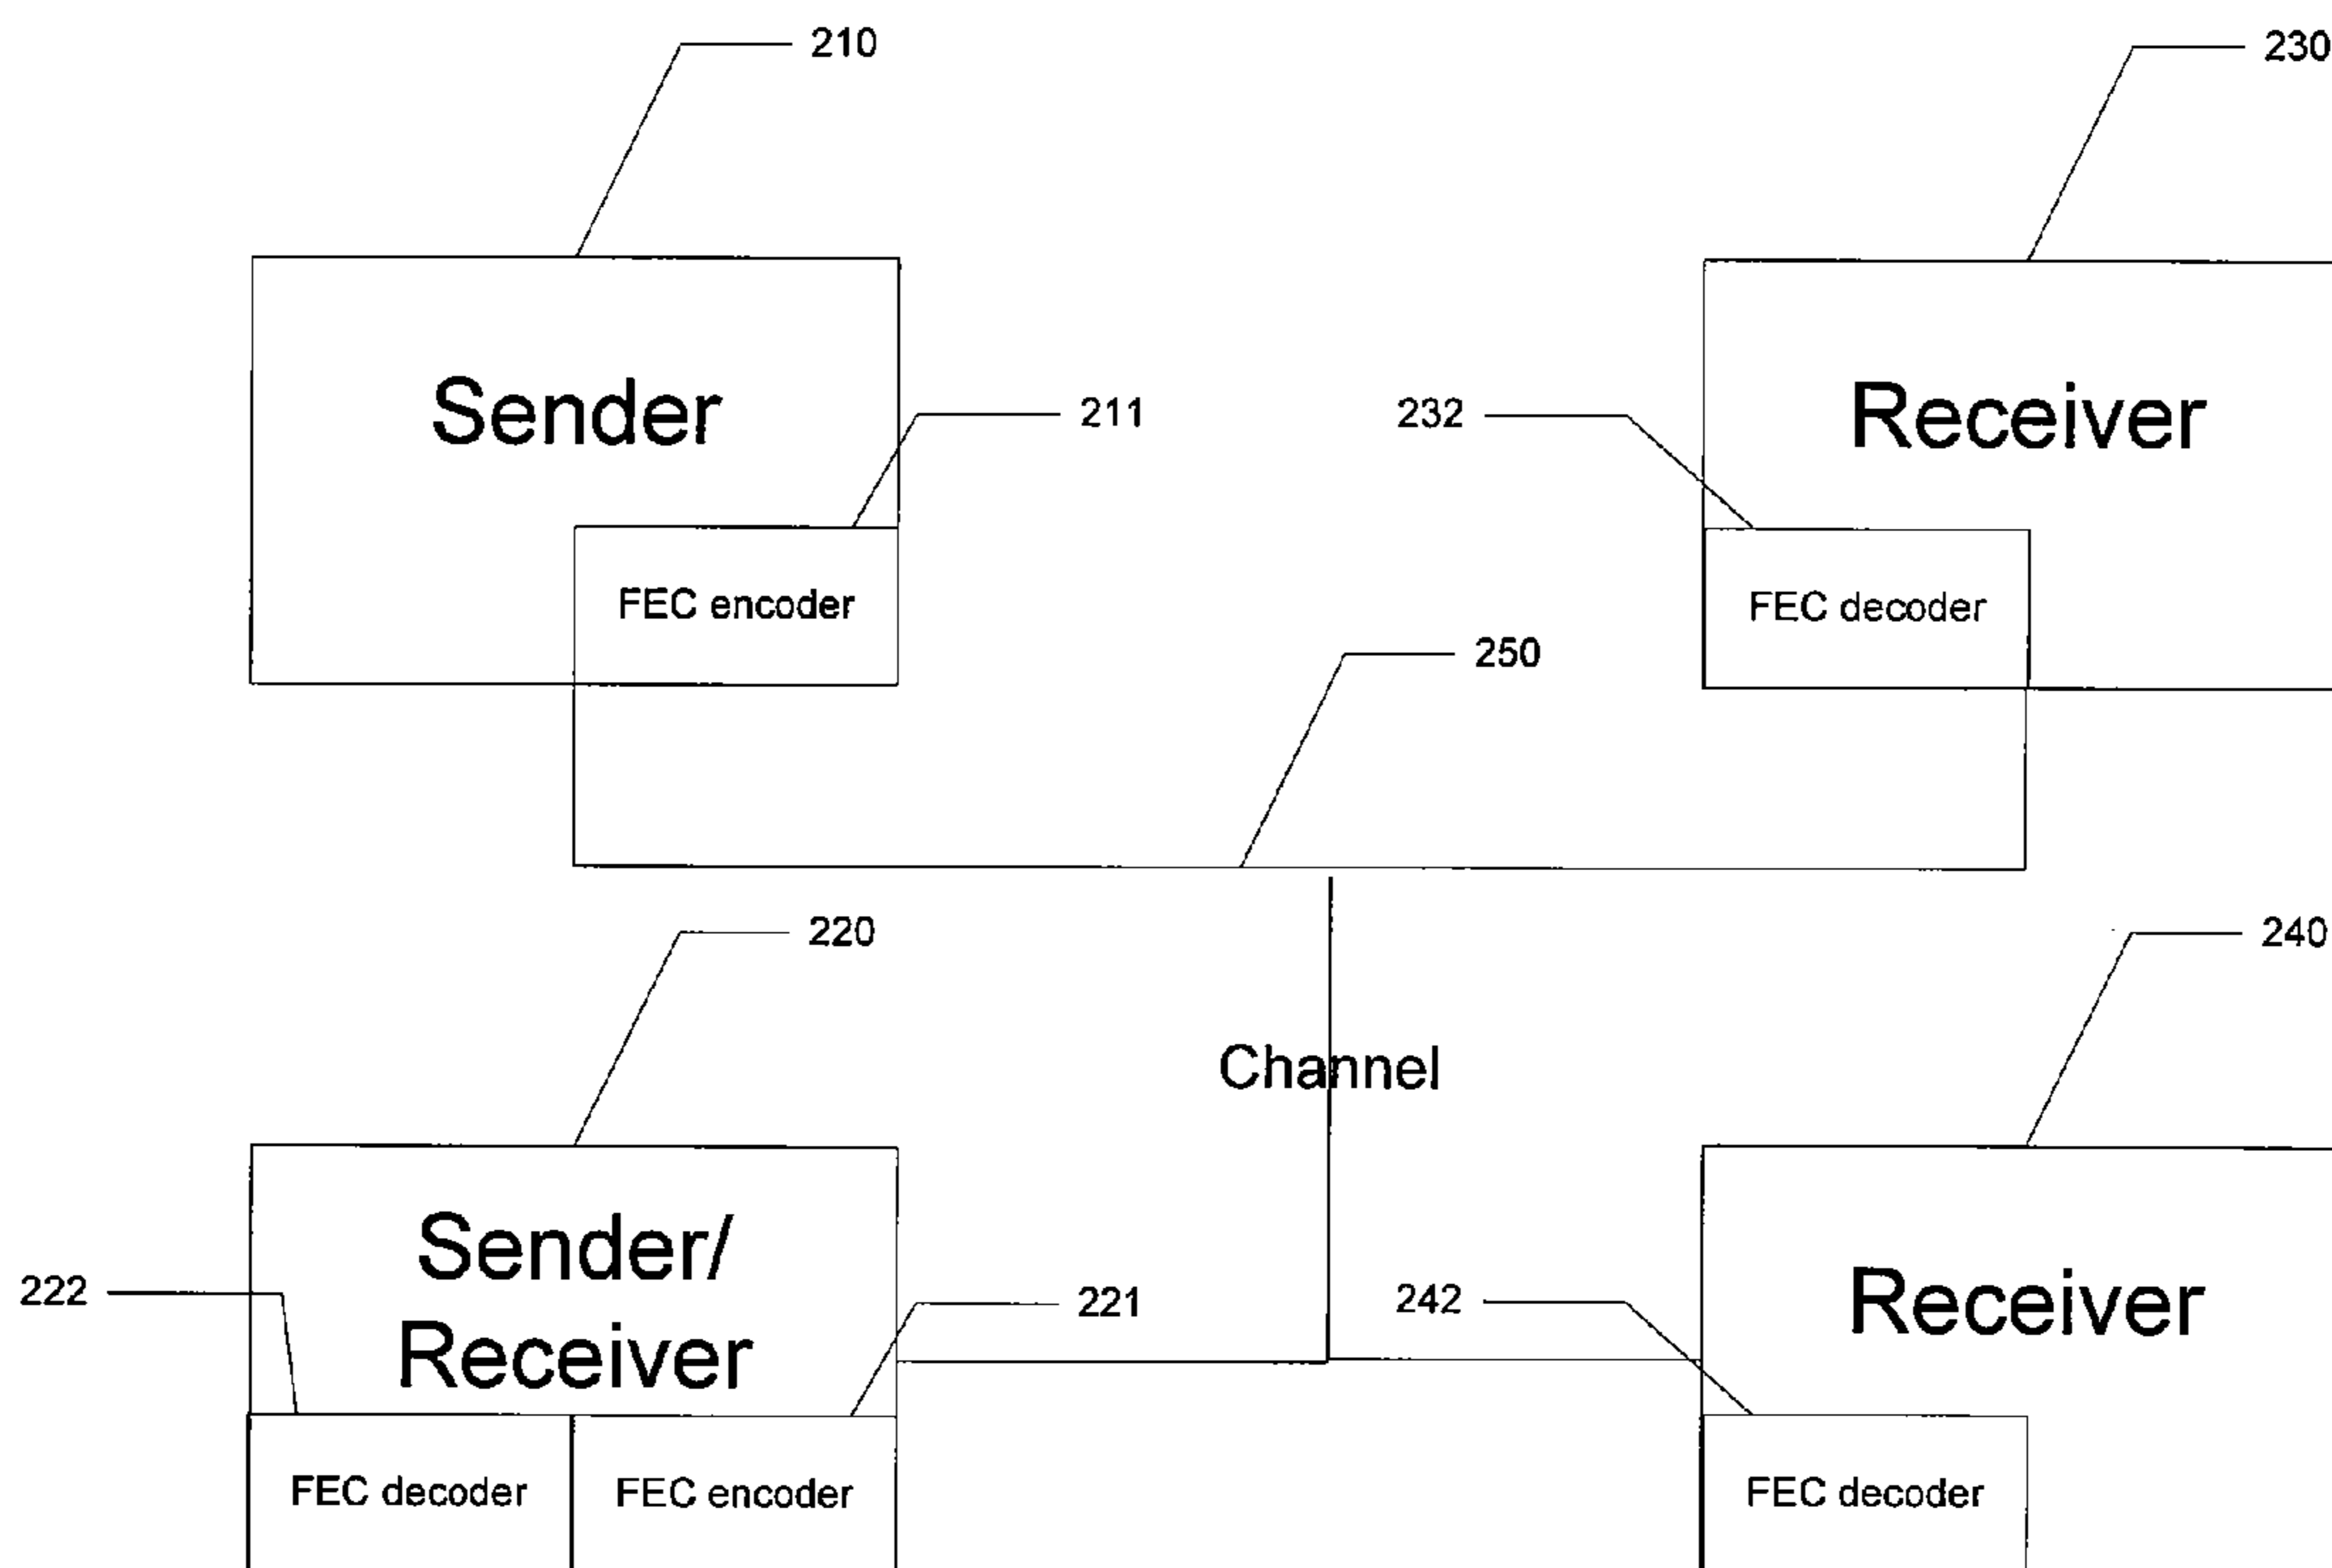 210
230
Sender
Receiver
211
232
FEC encoder
FEC decoder
250
220
240
Channel
Sender/
Receiver
Receiver
222
221
242
FEC decoder
FEC encoder
FEC decoder